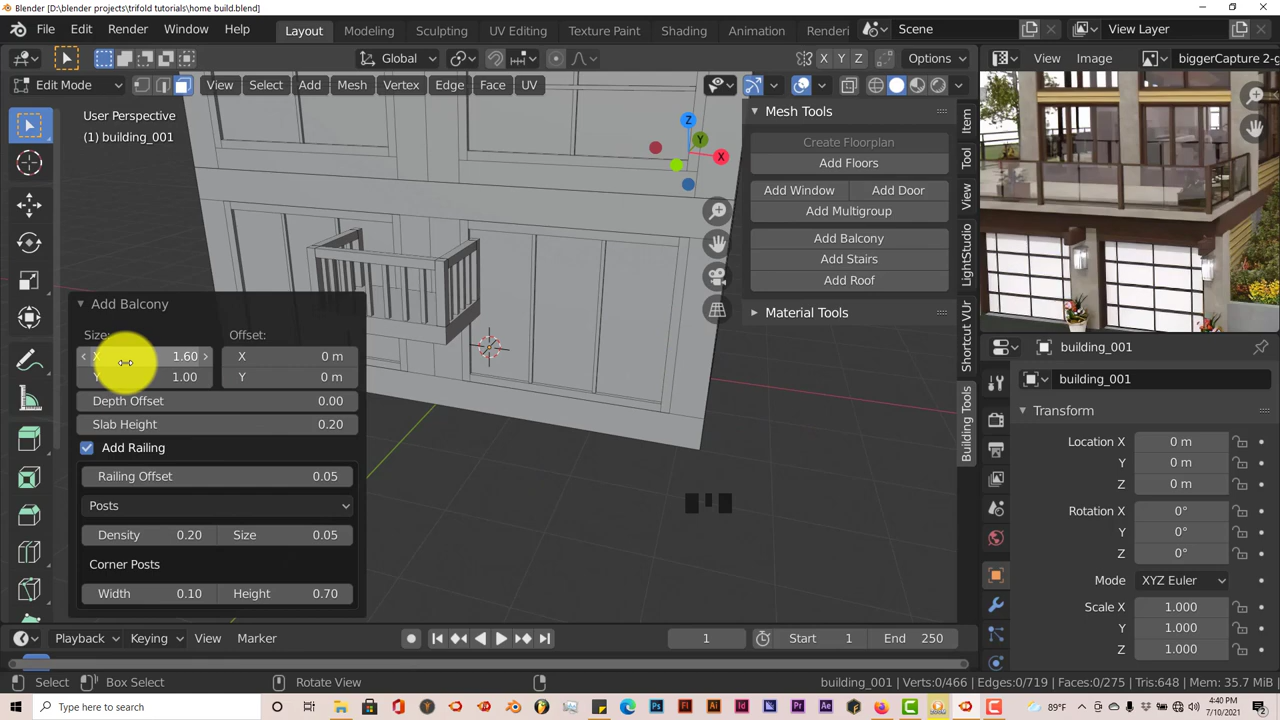 Blender [D:\blender projects\trifold tutorials\home build.blend]
File Edit Render Window Help Layout Modeling Sculpting UV Editing Texture Paint Shading Animation Renderi Scene View Layer
Global X Y Z Options View Image biggerCapture 2-g
Edit Mode View Select Add Mesh Vertex Edge Face UV
User Perspective
(1) building_001
Z
Y
X
Mesh Tools
Create Floorplan
Add Floors
Add Window Add Door
Add Multigroup
Add Balcony
Add Stairs
Add Roof
Material Tools
Item
Tool
View
LightStudio
Shortcut VUr
Building Tools
Add Balcony
Size: Offset:
X 1.60 X 0 m
Y 1.00 Y 0 m
Depth Offset 0.00
Slab Height 0.20
Add Railing
Railing Offset 0.05
Posts
Density 0.20 Size 0.05
Corner Posts
Width 0.10 Height 0.70
building_001
building_001
Transform
Location X 0 m
Y 0 m
Z 0 m
Rotation X 0°
Y 0°
Z 0°
Mode XYZ Euler
Scale X 1.000
Y 1.000
Z 1.000
Playback Keying View Marker 1 Start 1 End 250
Select Box Select Rotate View building_001 | Verts:0/466 | Edges:0/719 | Faces:0/275 | Tris:648 | Mem: 35.7 MiB
Type here to search
89°F
4:40 PM
7/10/2021